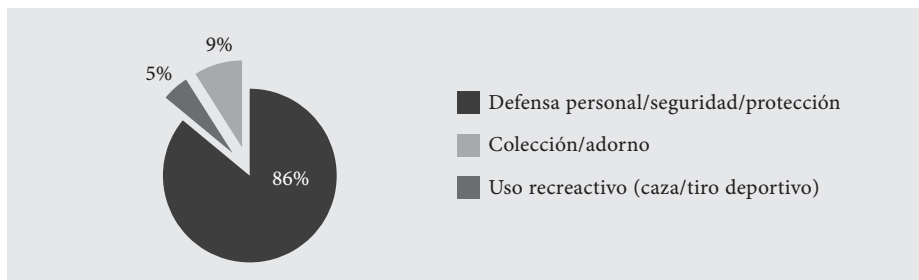 9%
5%
86%
Defensa personal/seguridad/protección
Colección/adorno
Uso recreactivo (caza/tiro deportivo)